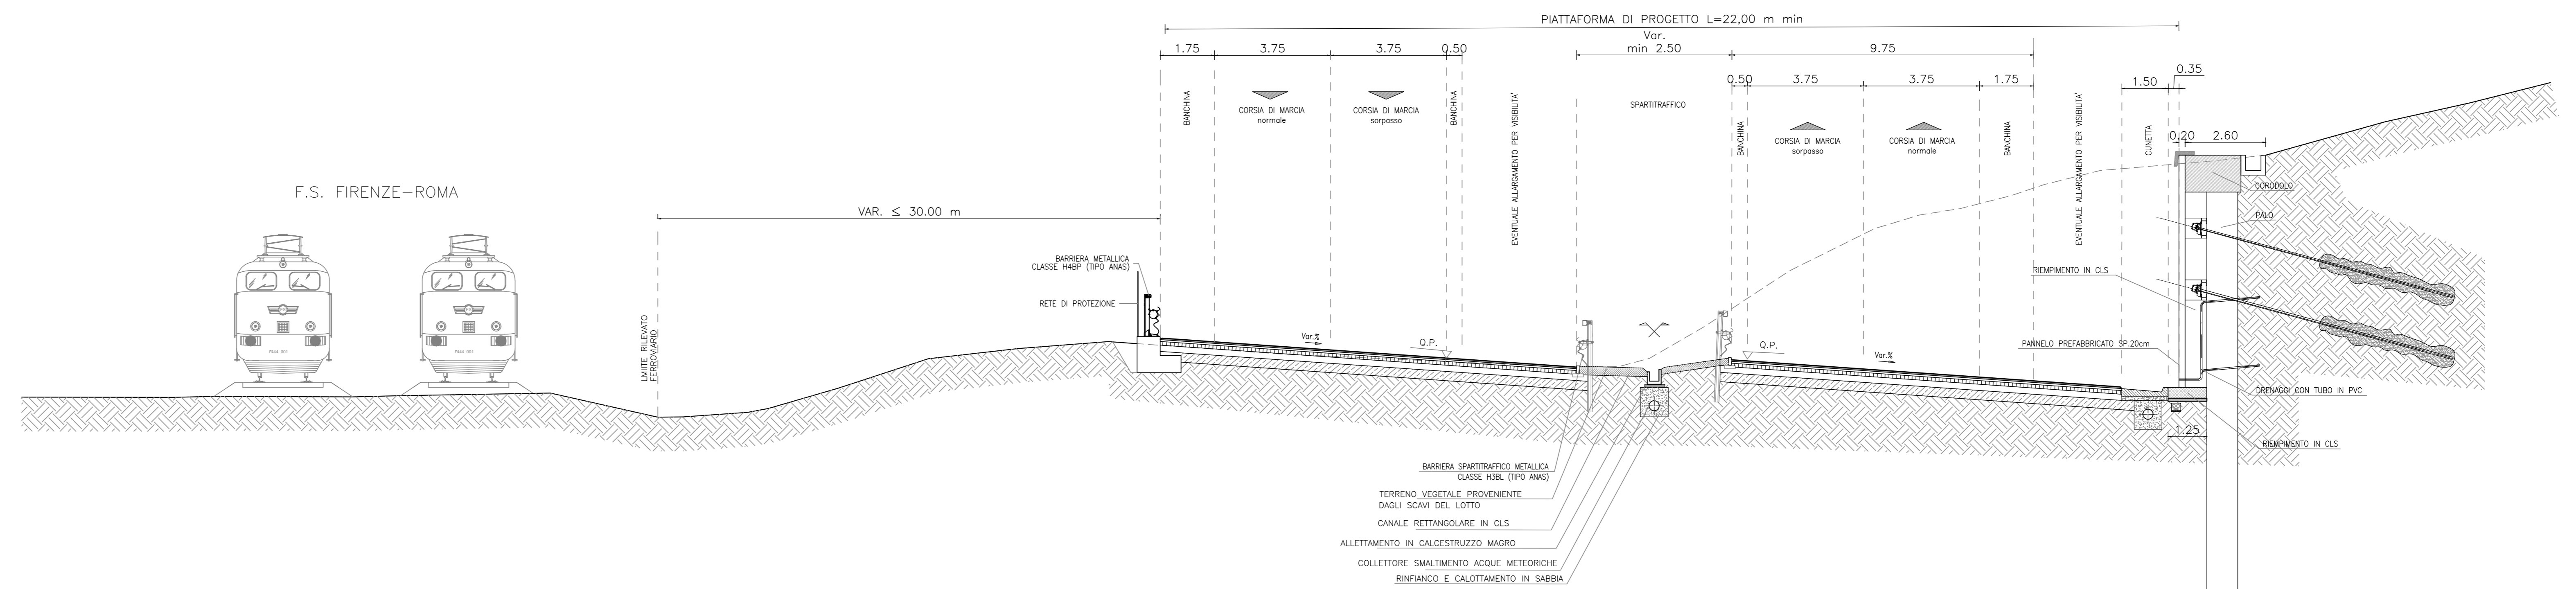 PIATTAFORMA DI PROGETTO L=22,00 m min
Var.
min 2.50
1.75
3.75
3.75
0.50
9.75
0.50
3.75
3.75
1.75
1.50
0.35
0.20
2.60
BANCHINA
CORSIA DI MARCIA
normale
CORSIA DI MARCIA
sorpasso
BANCHINA
EVENTUALE ALLARGAMENTO PER VISIBILITA'
SPARTITRAFFICO
BANCHINA
CORSIA DI MARCIA
sorpasso
CORSIA DI MARCIA
normale
BANCHINA
EVENTUALE ALLARGAMENTO PER VISIBILITA'
CUNETTA
F.S. FIRENZE-ROMA
VAR. ≤ 30.00 m
LIMITE RILEVATO
FERROVIARIO
BARRIERA METALLICA
CLASSE H4BP (TIPO ANAS)
RETE DI PROTEZIONE
Var.%
Q.P.
Q.P.
Var.%
CORODOLO
PALO
RIEMPIMENTO IN CLS
PANNELO PREFABBRICATO SP.20cm
DRENAGGI CON TUBO IN PVC
1.25
RIEMPIMENTO IN CLS
BARRIERA SPARTITRAFFICO METALLICA
CLASSE H3BL (TIPO ANAS)
TERRENO VEGETALE PROVENIENTE
DAGLI SCAVI DEL LOTTO
CANALE RETTANGOLARE IN CLS
ALLETTAMENTO IN CALCESTRUZZO MAGRO
COLLETTORE SMALTIMENTO ACQUE METEORICHE
RINFIANCO E CALOTTAMENTO IN SABBIA